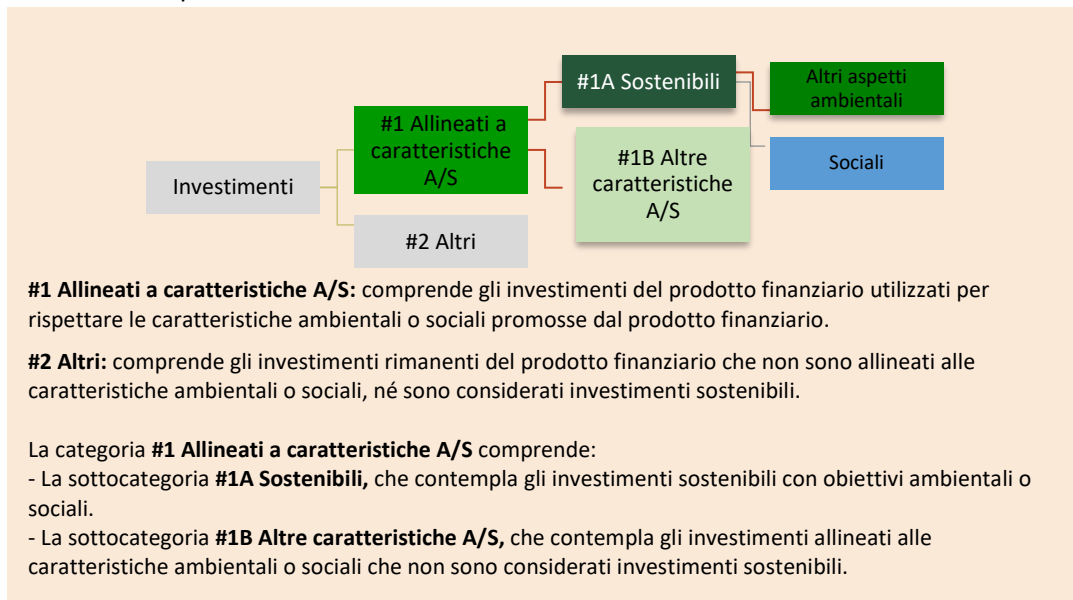 #1A Sostenibili
Altri aspetti
ambientali
#1 Allineati a
caratteristiche
A/S
#1B Altre
caratteristiche
A/S
Sociali
Investimenti
#2 Altri
#1 Allineati a caratteristiche A/S: comprende gli investimenti del prodotto finanziario utilizzati per
rispettare le caratteristiche ambientali o sociali promosse dal prodotto finanziario.
#2 Altri: comprende gli investimenti rimanenti del prodotto finanziario che non sono allineati alle
caratteristiche ambientali o sociali, né sono considerati investimenti sostenibili.
La categoria #1 Allineati a caratteristiche A/S comprende:
- La sottocategoria #1A Sostenibili, che contempla gli investimenti sostenibili con obiettivi ambientali o
sociali.
- La sottocategoria #1B Altre caratteristiche A/S, che contempla gli investimenti allineati alle
caratteristiche ambientali o sociali che non sono considerati investimenti sostenibili.